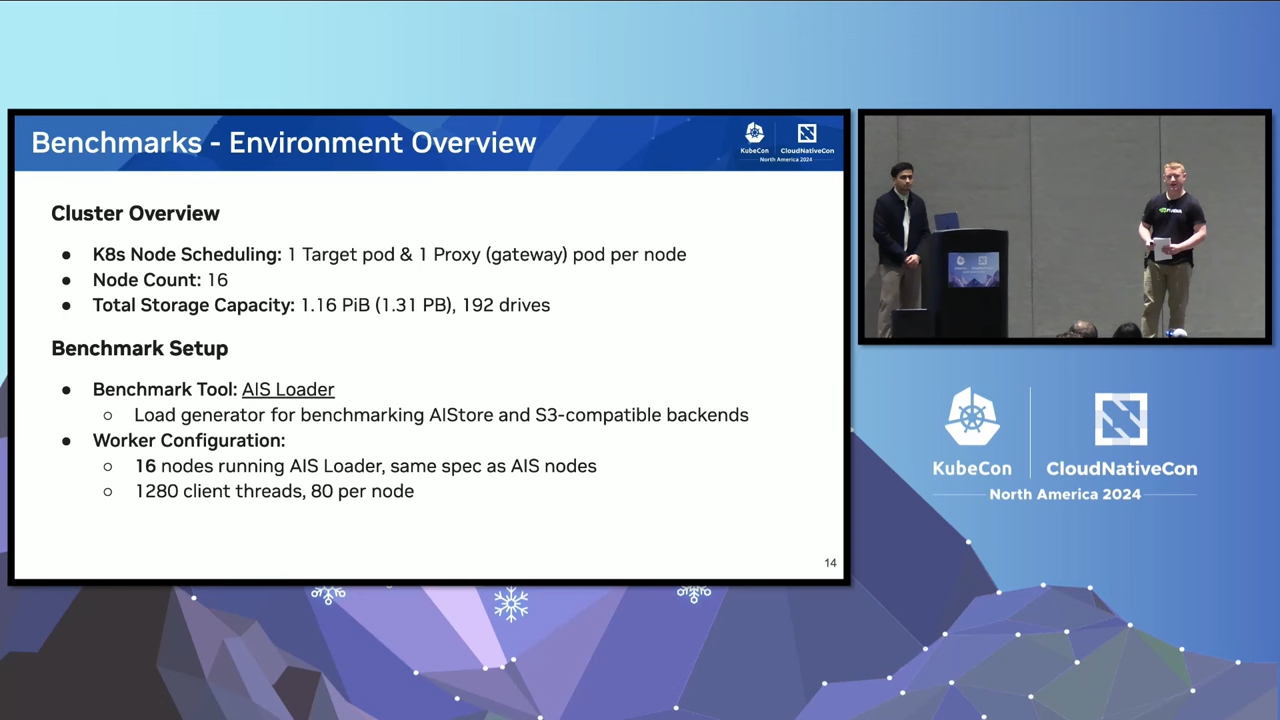 Benchmarks - Environment Overview
KubeCon
CloudNativeCon
North America 2024
Cluster Overview
● K8s Node Scheduling: 1 Target pod & 1 Proxy (gateway) pod per node
● Node Count: 16
● Total Storage Capacity: 1.16 PiB (1.31 PB), 192 drives
Benchmark Setup
● Benchmark Tool: AIS Loader
○ Load generator for benchmarking AIStore and S3-compatible backends
● Worker Configuration:
○ 16 nodes running AIS Loader, same spec as AIS nodes
○ 1280 client threads, 80 per node
14
NVIDIA
KubeCon
CloudNativeCon
North America 2024